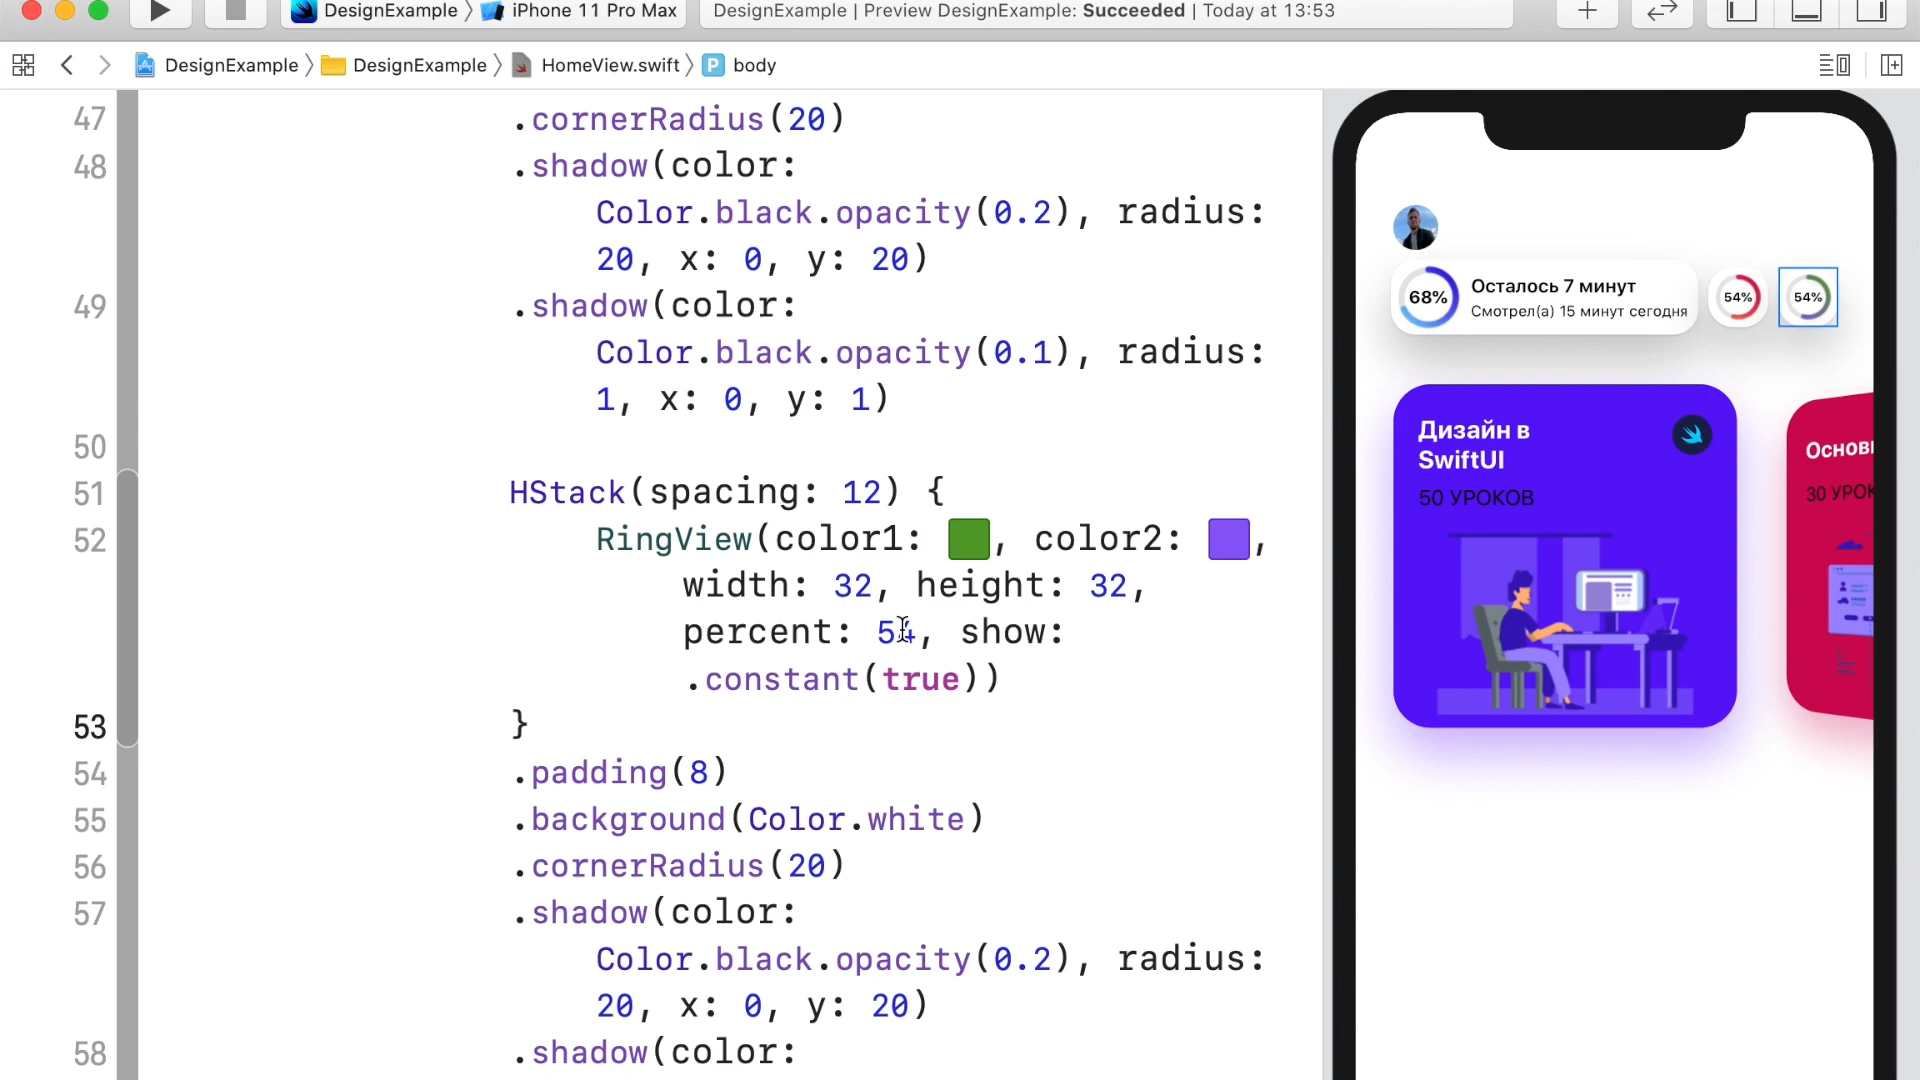 DesignExample 〉 iPhone 11 Pro Max
DesignExample | Preview DesignExample: Succeeded | Today at 13:53
DesignExample 〉 DesignExample 〉 HomeView.swift 〉 P body
47 .cornerRadius(20)
48 .shadow(color:
Color.black.opacity(0.2), radius:
20, x: 0, y: 20)
49 .shadow(color:
Color.black.opacity(0.1), radius:
1, x: 0, y: 1)
50
51 HStack(spacing: 12) {
52 RingView(color1: , color2: ,
width: 32, height: 32,
percent: 54, show:
.constant(true))
53 }
54 .padding(8)
55 .background(Color.white)
56 .cornerRadius(20)
57 .shadow(color:
Color.black.opacity(0.2), radius:
20, x: 0, y: 20)
58 .shadow(color:
68%
Осталось 7 минут
Смотрел(а) 15 минут сегодня
54%
54%
Дизайн в
SwiftUI
50 УРОКОВ
Основ
30 УРОК